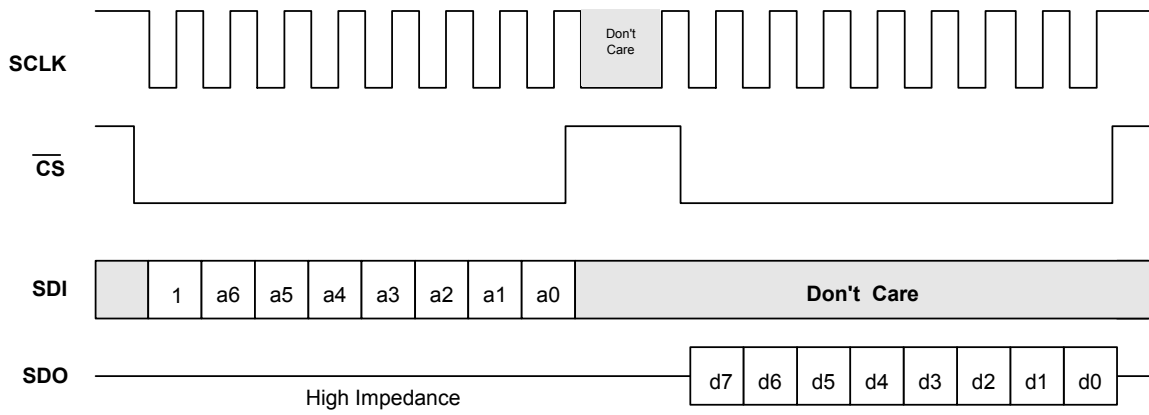 SCLK
Don't
Care
CS
SDI
1 a6 a5 a4 a3 a2 a1 a0 Don't Care
SDO
High Impedance
d7 d6 d5 d4 d3 d2 d1 d0